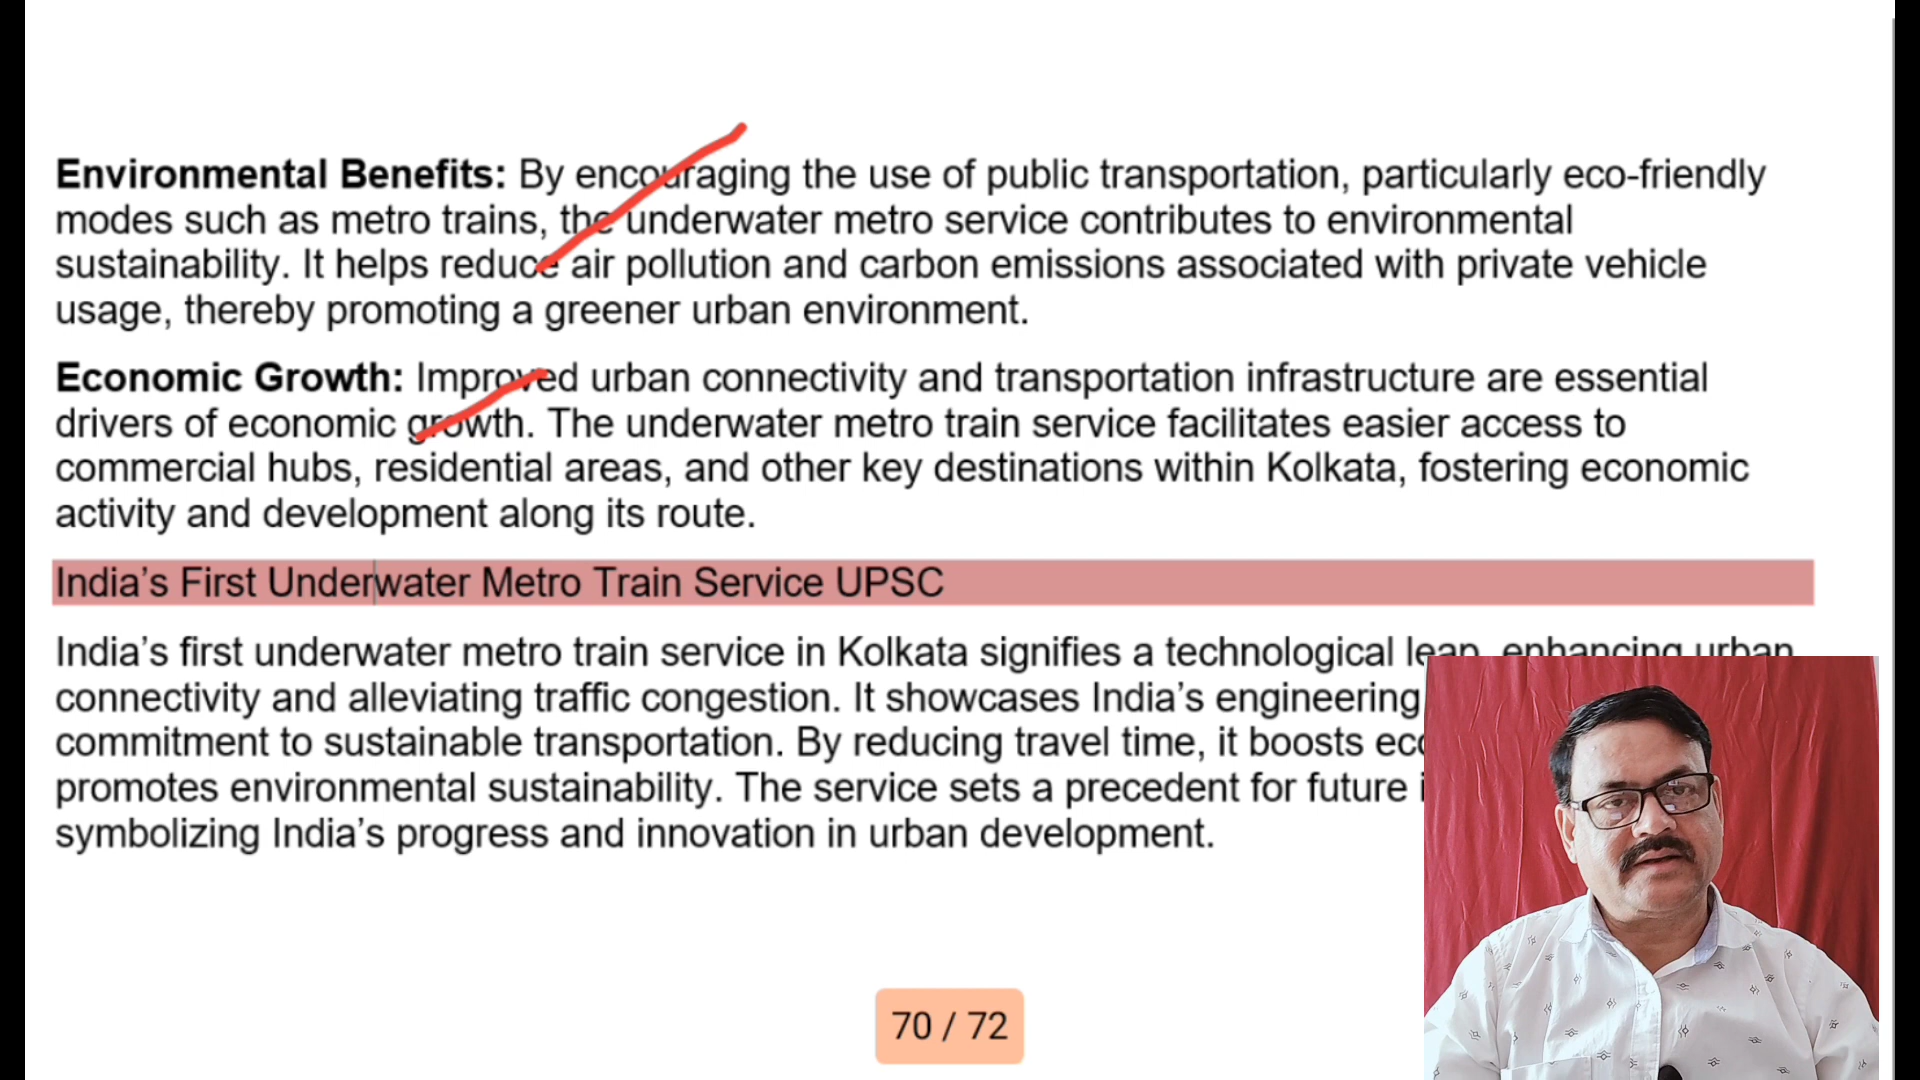 Environmental Benefits: By encouraging the use of public transportation, particularly eco-friendly
modes such as metro trains, the underwater metro service contributes to environmental
sustainability. It helps reduce air pollution and carbon emissions associated with private vehicle
usage, thereby promoting a greener urban environment.
Economic Growth: Improved urban connectivity and transportation infrastructure are essential
drivers of economic growth. The underwater metro train service facilitates easier access to
commercial hubs, residential areas, and other key destinations within Kolkata, fostering economic
activity and development along its route.
India’s First Underwater Metro Train Service UPSC
India’s first underwater metro train service in Kolkata signifies a technological leap, enhancing urban
connectivity and alleviating traffic congestion. It showcases India’s engineering
commitment to sustainable transportation. By reducing travel time, it boosts
promotes environmental sustainability. The service sets a precedent for future
symbolizing India’s progress and innovation in urban development.
70 / 72